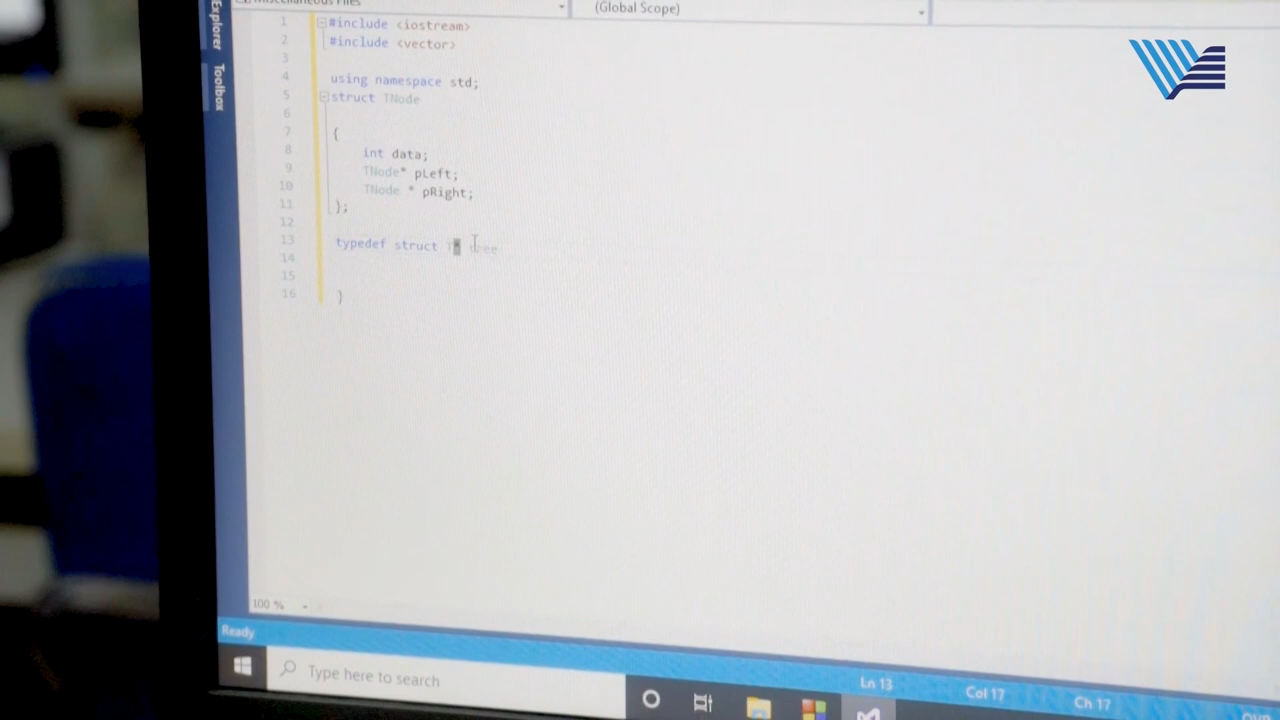 Explorer
Toolbox
Miscellaneous Files
(Global Scope)
1 #include <iostream>
2 #include <vector>
3
4 using namespace std;
5 struct TNode
6
7 {
8 int data;
9 TNode* pLeft;
10 TNode * pRight;
11 };
12
13 typedef struct
14
15
16 }
100 %
Ready
Ln 13
Col 17
Ch 17
Type here to search